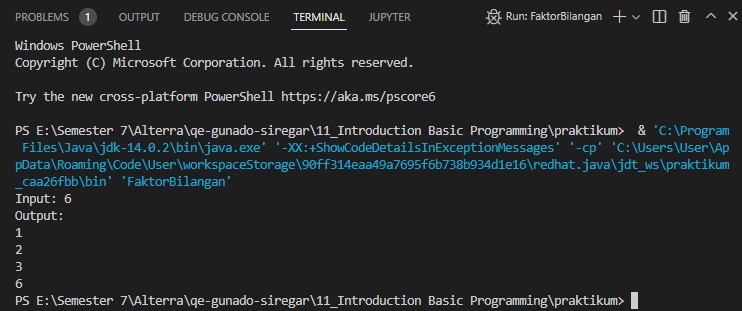 PROBLEMS 1 OUTPUT DEBUG CONSOLE TERMINAL JUPYTER Run: FaktorBilangan
Windows PowerShell
Copyright (C) Microsoft Corporation. All rights reserved.
Try the new cross-platform PowerShell https://aka.ms/pscore6
PS E:\Semester 7\Alterra\qe-gunado-siregar\11_Introduction Basic Programming\praktikum>  & 'C:\Program
 Files\Java\jdk-14.0.2\bin\java.exe' '-XX:+ShowCodeDetailsInExceptionMessages' '-cp' 'C:\Users\User\Ap
pData\Roaming\Code\User\workspaceStorage\90ff314eaa49a7695f6b738b934d1e16\redhat.java\jdt_ws\praktikum
_caa26fbb\bin' 'FaktorBilangan'
Input: 6
Output:
1
2
3
6
PS E:\Semester 7\Alterra\qe-gunado-siregar\11_Introduction Basic Programming\praktikum>